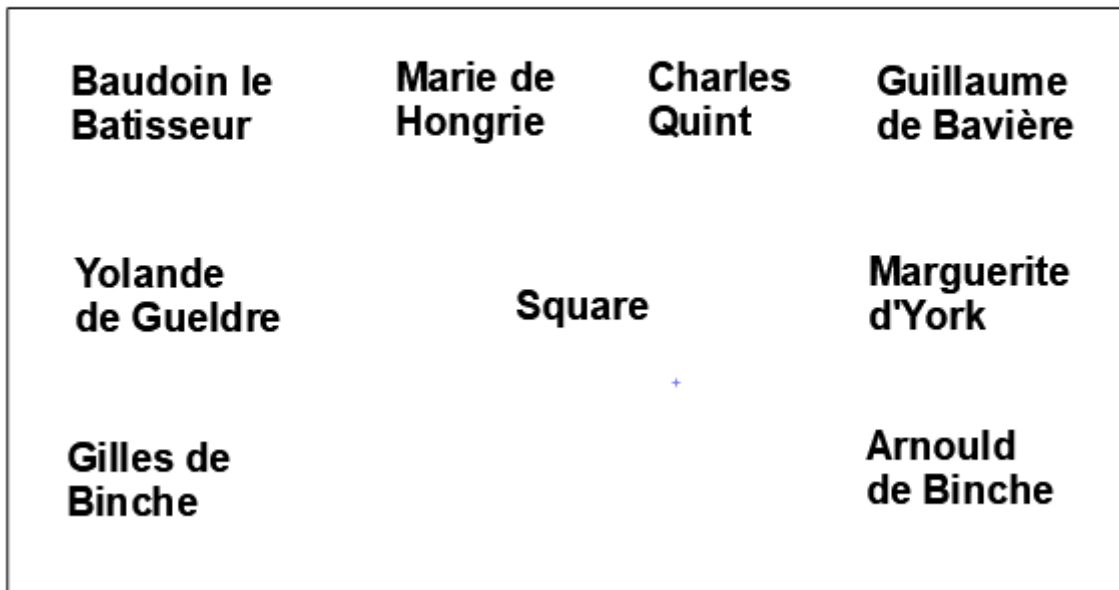 Baudoin le
Batisseur
Marie de
Hongrie
Charles
Quint
Guillaume
de Bavière
Yolande
de Gueldre
Square
Marguerite
d'York
Gilles de
Binche
Arnould
de Binche